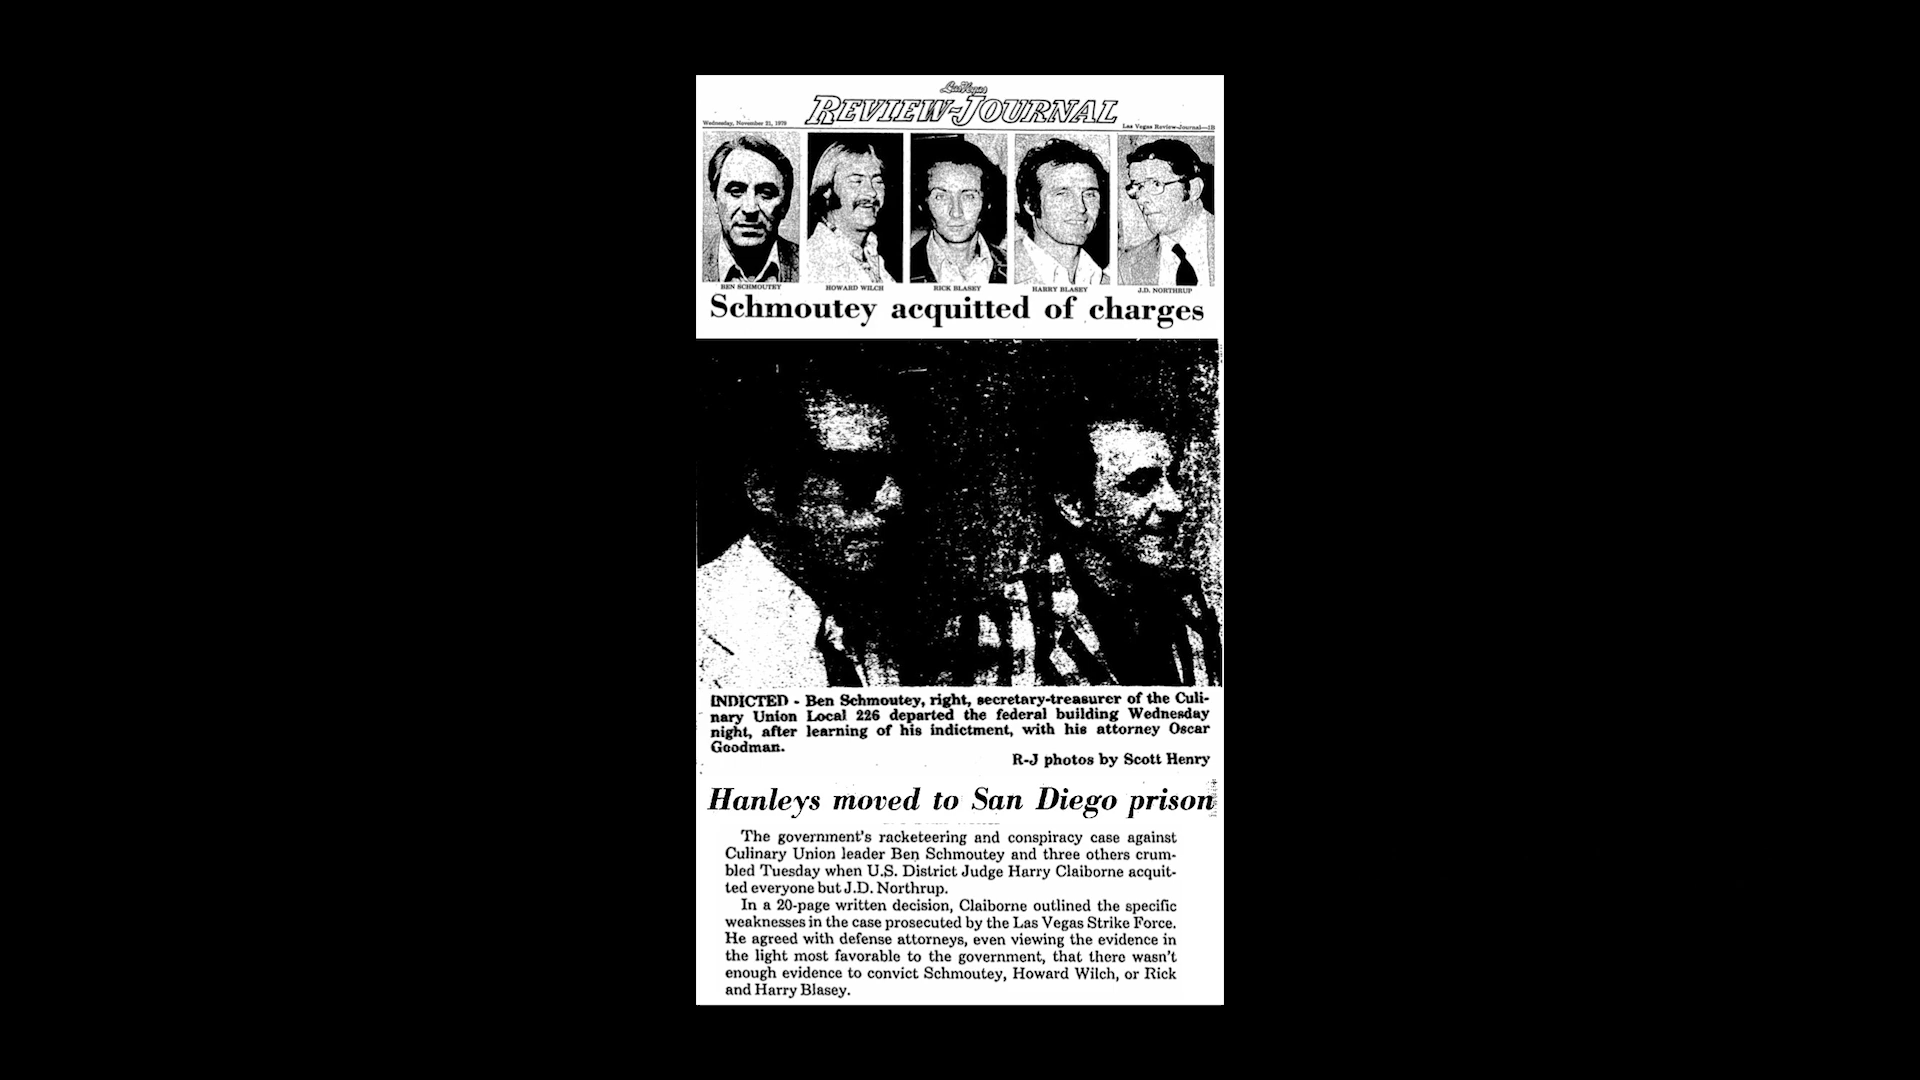 Las Vegas
REVIEW-JOURNAL
Wednesday, November 21, 1979
Las Vegas Review-Journal—1B
BEN SCHMOUTEY
HOWARD WILCH
RICK BLASEY
HARRY BLASEY
J.D. NORTHRUP
Schmoutey acquitted of charges
INDICTED - Ben Schmoutey, right, secretary-treasurer of the Culi-
nary Union Local 226 departed the federal building Wednesday
night, after learning of his indictment, with his attorney Oscar
Goodman.
R-J photos by Scott Henry
Hanleys moved to San Diego prison
The government's racketeering and conspiracy case against
Culinary Union leader Ben Schmoutey and three others crum-
bled Tuesday when U.S. District Judge Harry Claiborne acquit-
ted everyone but J.D. Northrup.
In a 20-page written decision, Claiborne outlined the specific
weaknesses in the case prosecuted by the Las Vegas Strike Force.
He agreed with defense attorneys, even viewing the evidence in
the light most favorable to the government, that there wasn't
enough evidence to convict Schmoutey, Howard Wilch, or Rick
and Harry Blasey.